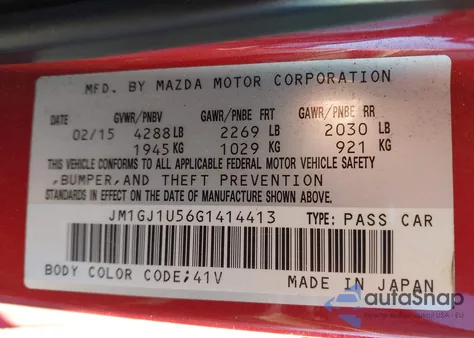 MFD. BY MAZDA MOTOR CORPORATION
DATE GVWR/PNBV GAWR/PNBE FRT GAWR/PNBE RR
02/15 4288 LB 2269 LB 2030 LB
1945 KG 1029 KG 921 KG
THIS VEHICLE CONFORMS TO ALL APPLICABLE FEDERAL MOTOR VEHICLE SAFETY
,BUMPER,AND THEFT PREVENTION
STANDARDS IN EFFECT ON THE DATE OF MANUFACTURE SHOWN ABOVE.
JM1GJ1U56G1414413 TYPE: PASS CAR
BODY COLOR CODE;41V MADE IN JAPAN
autoSnap